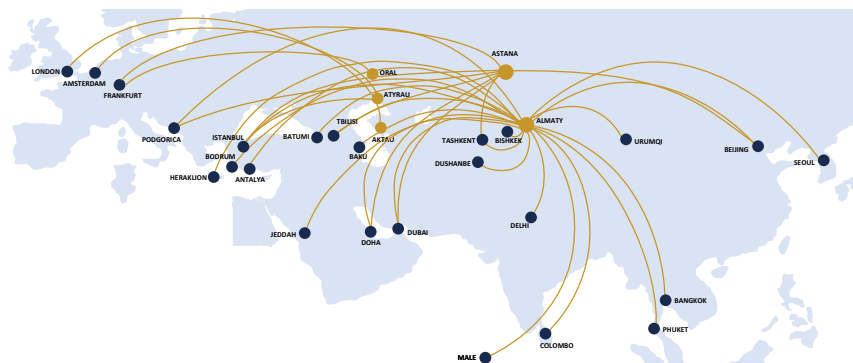 ASTANA
LONDON
ORAL
AMSTERDAM
FRANKFURT
ATYRAU
ALMATY
TBILISI
PODGORICA
ISTANBUL
BATUMI
AKTAU
TASHKENT
BISHKEK
URUMQI
BEIJING
BODRUM
BAKU
SEOUL
DUSHANBE
HERAKLION
ANTALYA
DELHI
JEDDAH
DOHA
DUBAI
BANGKOK
PHUKET
COLOMBO
MALE